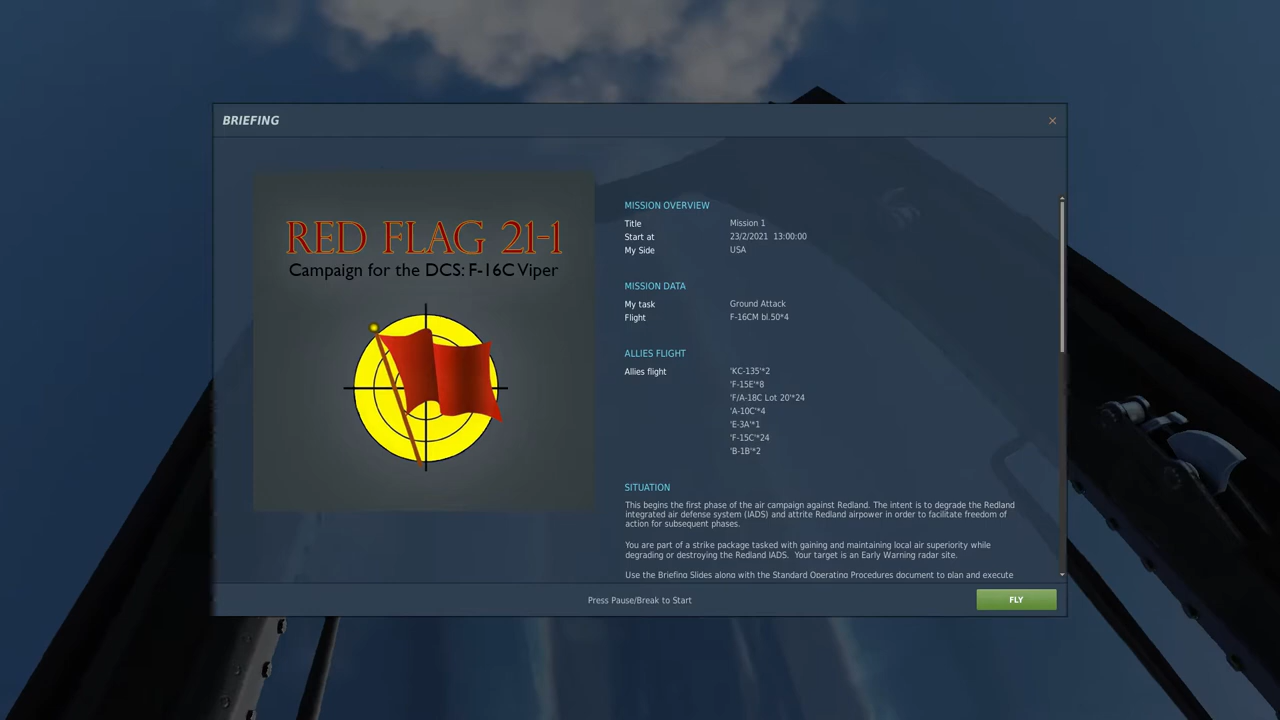 BRIEFING
RED FLAG 21-1
Campaign for the DCS: F-16C Viper
MISSION OVERVIEW
Title Mission 1
Start at 23/2/2021 13:00:00
My Side USA
MISSION DATA
My task Ground Attack
Flight F-16CM bl.50*4
ALLIES FLIGHT
Allies flight 'KC-135'*2
'F-15E'*8
'F/A-18C Lot 20'*24
'A-10C'*4
'E-3A'*1
'F-15C'*24
'B-1B'*2
SITUATION
This begins the first phase of the air campaign against Redland. The intent is to degrade the Redland
integrated air defense system (IADS) and attrite Redland airpower in order to facilitate freedom of
action for subsequent phases.
You are part of a strike package tasked with gaining and maintaining local air superiority while
degrading or destroying the Redland IADS. Your target is an Early Warning radar site.
Use the Briefing Slides along with the Standard Operating Procedures document to plan and execute
Press Pause/Break to Start
FLY